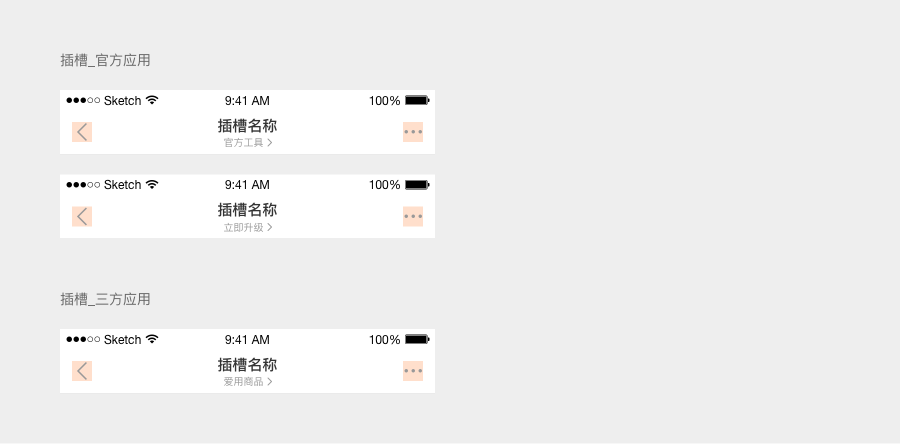 插槽_官方应用
●●●○○ Sketch 9:41 AM 100%
插槽名称
官方工具 >
●●●○○ Sketch 9:41 AM 100%
插槽名称
立即升级 >
插槽_三方应用
●●●○○ Sketch 9:41 AM 100%
插槽名称
爱用商品 >